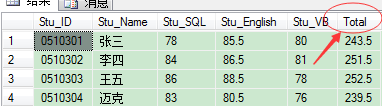 结果 消息
Stu_ID Stu_Name Stu_SQL Stu_English Stu_VB Total
1 0510301 张三 78 85.5 80 243.5
2 0510302 李四 84 86.5 81 251.5
3 0510303 王五 86 88.5 78 252.5
4 0510304 迈克 83 80.5 76 239.5